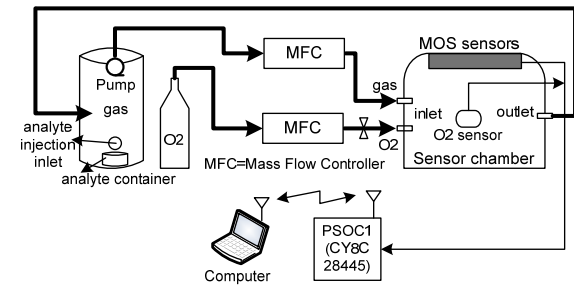 Pump
gas
analyte
injection
inlet
analyte container
O2
MFC
MFC
MFC=Mass Flow Controller
gas
O2
MOS sensors
inlet
outlet
O2 sensor
Sensor chamber
Computer
PSOC1
(CY8C
28445)